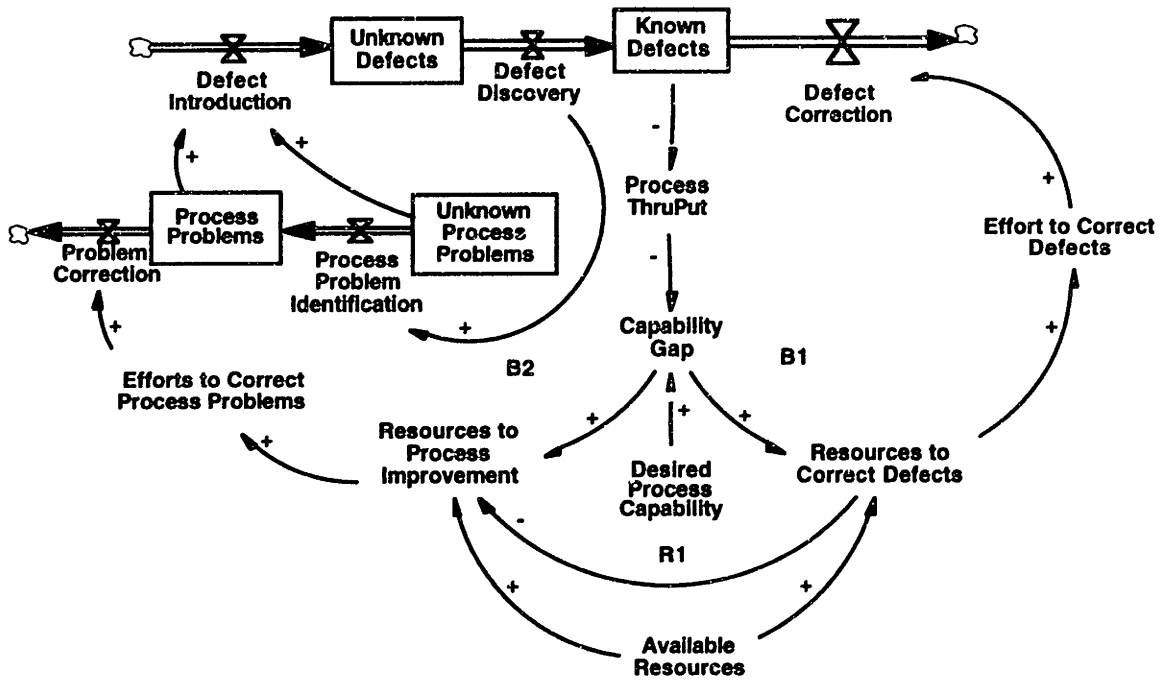 Unknown
Defects
Known
Defects
Defect
Introduction
Defect
Discovery
Defect
Correction
+
+
-
+
Process
ThruPut
Process
Problems
Unknown
Process
Problems
Effort to Correct
Defects
Problem
Correction
Process
Problem
Identification
-
+
+
+
Capability
Gap
B1
B2
Efforts to Correct
Process Problems
+
+
+
+
Resources to
Process
Improvement
Desired
Process
Capability
Resources to
Correct Defects
-
R1
+
+
Available
Resources